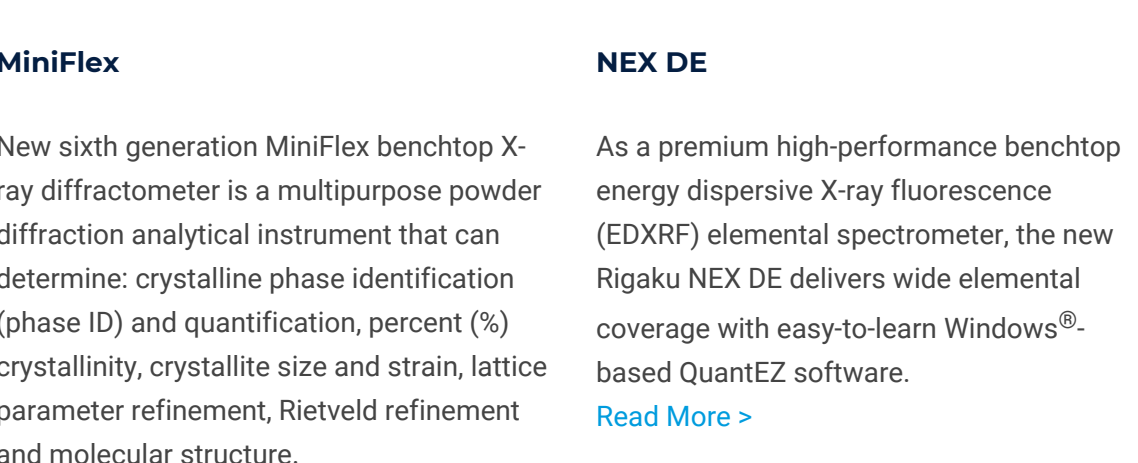 MiniFlex
New sixth generation MiniFlex benchtop X-
ray diffractometer is a multipurpose powder
diffraction analytical instrument that can
determine: crystalline phase identification
(phase ID) and quantification, percent (%)
crystallinity, crystallite size and strain, lattice
parameter refinement, Rietveld refinement
and molecular structure.
NEX DE
As a premium high-performance benchtop
energy dispersive X-ray fluorescence
(EDXRF) elemental spectrometer, the new
Rigaku NEX DE delivers wide elemental
coverage with easy-to-learn Windows®-
based QuantEZ software.
Read More >